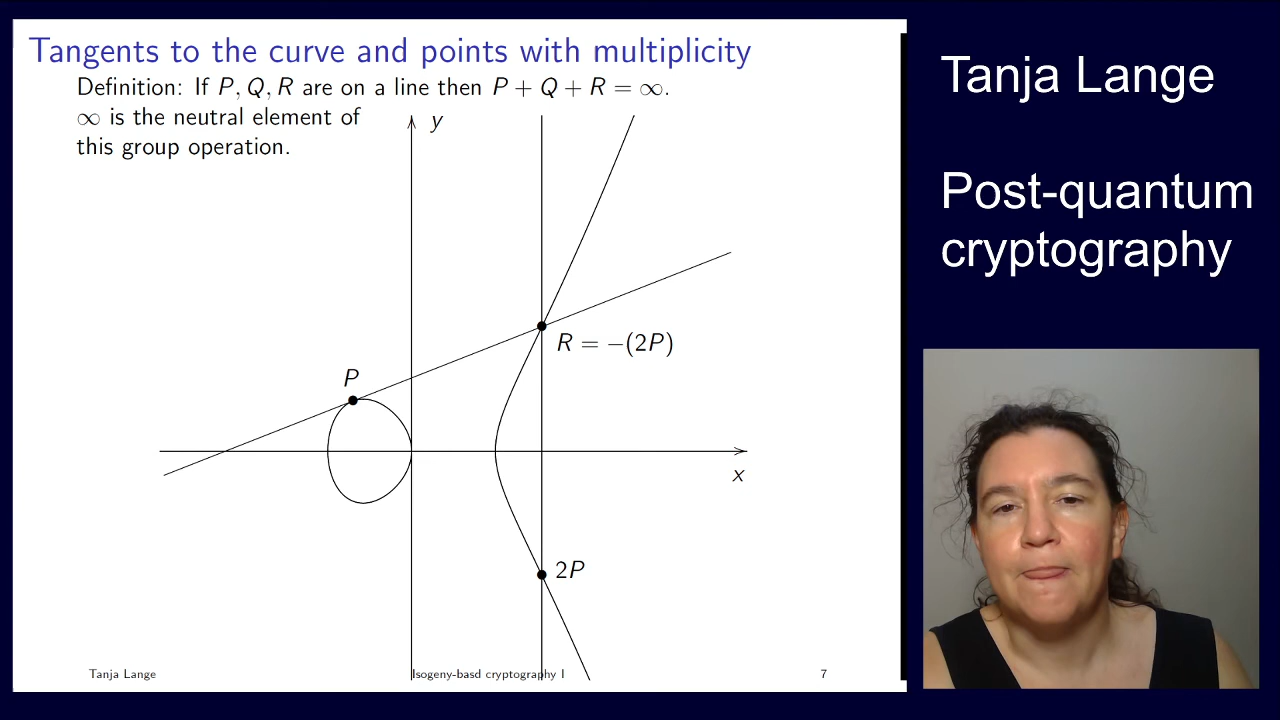 Tangents to the curve and points with multiplicity
Definition: If P, Q, R are on a line then P + Q + R = ∞.
∞ is the neutral element of
this group operation.
y
P
R = −(2P)
x
2P
Tanja Lange
Isogeny-basd cryptography I
7
Tanja Lange
Post-quantum
cryptography